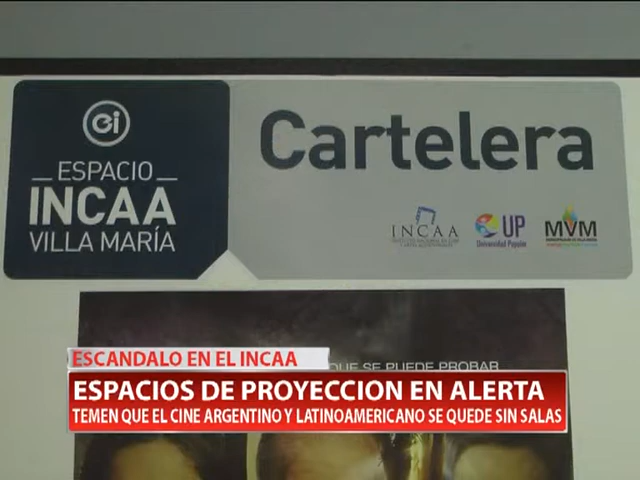 ei
ESPACIO
INCAA
VILLA MARÍA
Cartelera
INCAA
UP
Universidad Popular
MVM
QUE SE PUEDE PROBAR
ESCANDALO EN EL INCAA
ESPACIOS DE PROYECCION EN ALERTA
TEMEN QUE EL CINE ARGENTINO Y LATINOAMERICANO SE QUEDE SIN SALAS